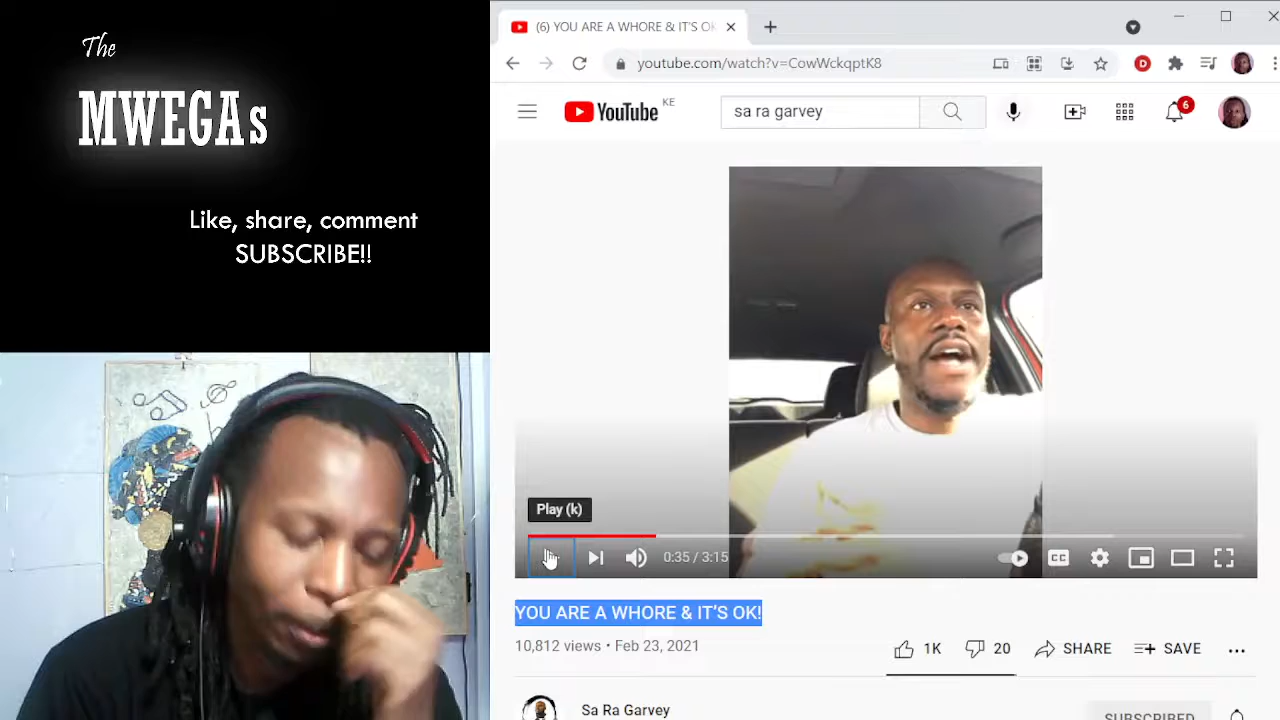 The
MWEGAs
Like, share, comment
SUBSCRIBE!!
(6) YOU ARE A WHORE & IT'S OK
youtube.com/watch?v=CowWckqptK8
D
YouTube KE
sa ra garvey
6
Play (k)
0:35 / 3:15
CC
YOU ARE A WHORE & IT'S OK!
10,812 views • Feb 23, 2021
1K
20
SHARE
SAVE
Sa Ra Garvey
SUBSCRIBED